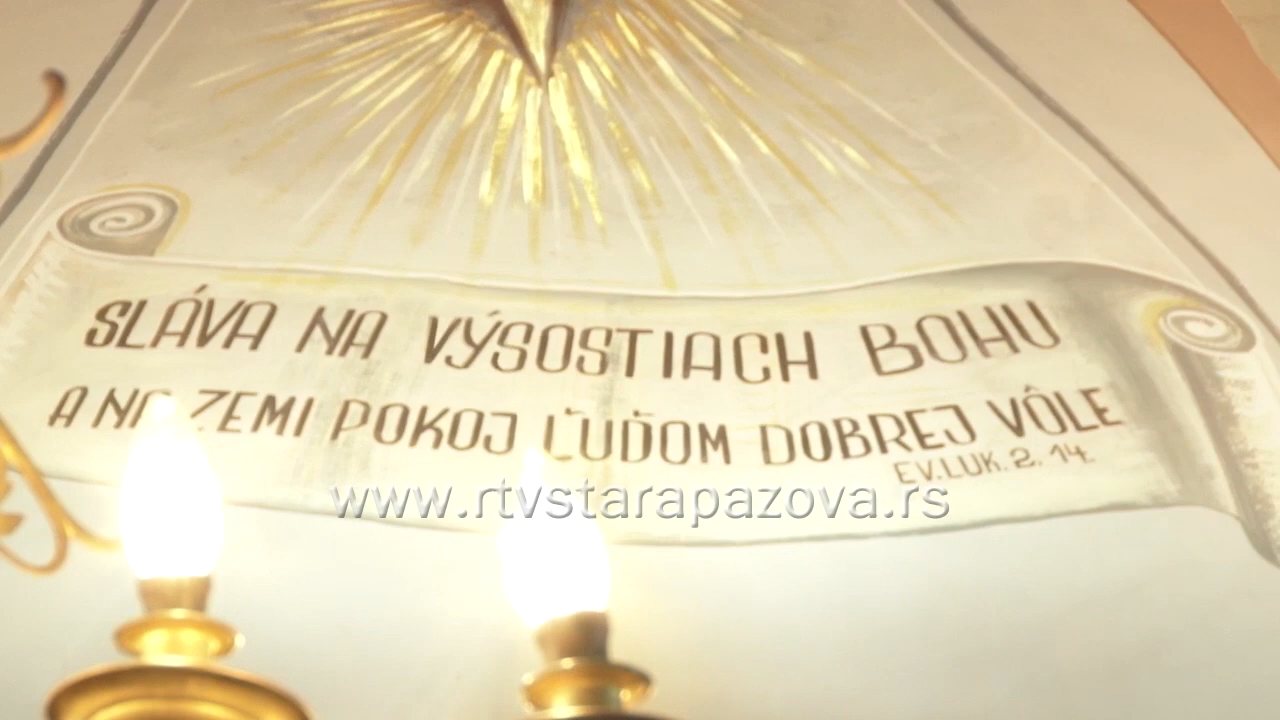 SLÁVA NA VÝSOSTIACH BOHU
A NA ZEMI POKOJ ĽUĎOM DOBREJ VÔLE
EV. LUK. 2. 14.
www.rtvstarapazova.rs